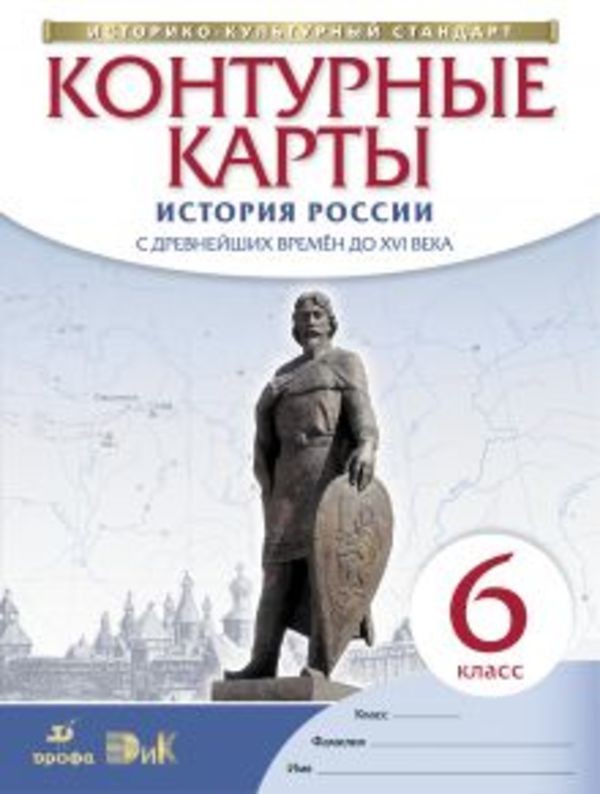 ИСТОРИКО-КУЛЬТУРНЫЙ СТАНДАРТ
КОНТУРНЫЕ
КАРТЫ
ИСТОРИЯ РОССИИ
С ДРЕВНЕЙШИХ ВРЕМЁН ДО XVI ВЕКА
6
КЛАСС
Класс
Фамилия
Имя
дрофа
ДиК